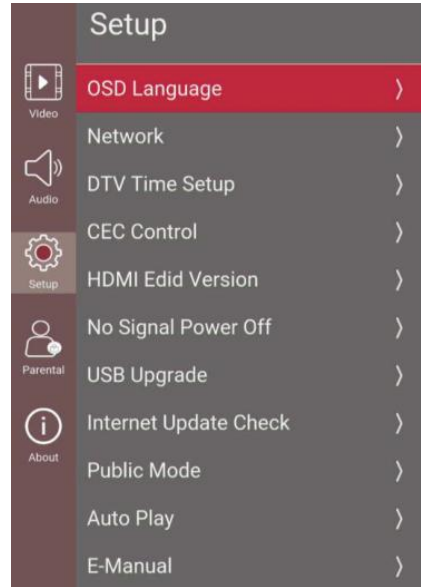 Setup
Video
Audio
Setup
Parental
About
OSD Language
Network
DTV Time Setup
CEC Control
HDMI Edid Version
No Signal Power Off
USB Upgrade
Internet Update Check
Public Mode
Auto Play
E-Manual